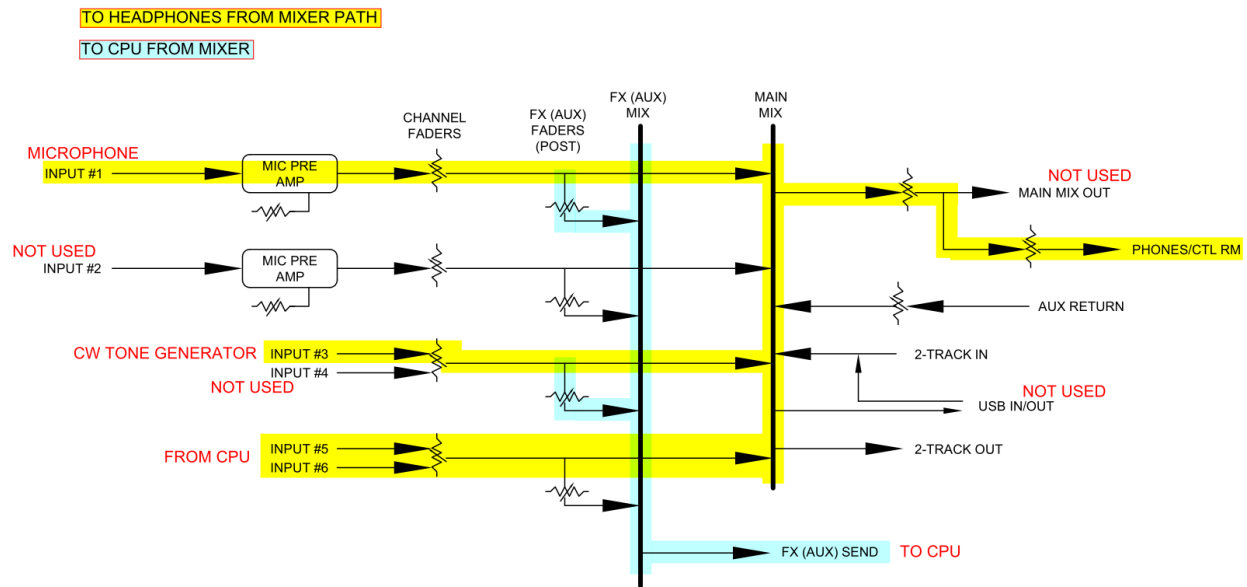 TO HEADPHONES FROM MIXER PATH
TO CPU FROM MIXER
CHANNEL
FADERS
FX (AUX)
FADERS
(POST)
FX (AUX)
MIX
MAIN
MIX
MICROPHONE
INPUT #1
MIC PRE
AMP
NOT USED
MAIN MIX OUT
PHONES/CTL RM
NOT USED
INPUT #2
MIC PRE
AMP
AUX RETURN
CW TONE GENERATOR
INPUT #3
INPUT #4
NOT USED
2-TRACK IN
NOT USED
USB IN/OUT
FROM CPU
INPUT #5
INPUT #6
2-TRACK OUT
FX (AUX) SEND
TO CPU